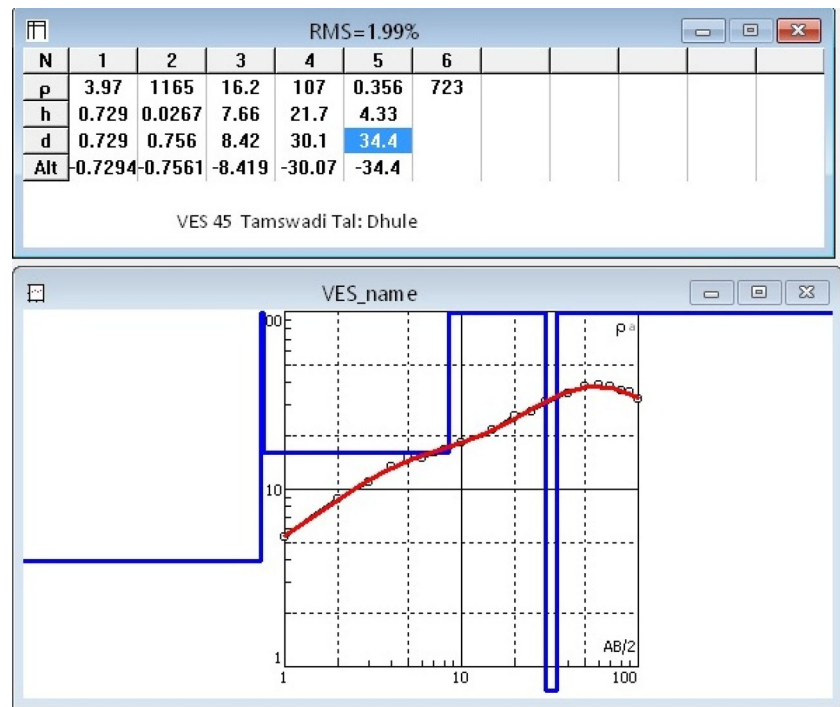 RMS=1.99%
N 1 2 3 4 5 6
ρ 3.97 1165 16.2 107 0.356 723
h 0.729 0.0267 7.66 21.7 4.33
d 0.729 0.756 8.42 30.1 34.4
Alt -0.7294 -0.7561 -8.419 -30.07 -34.4
VES 45 Tamswadi Tal: Dhule
VES_name
00
ρa
10
AB/2
1
1 10 100